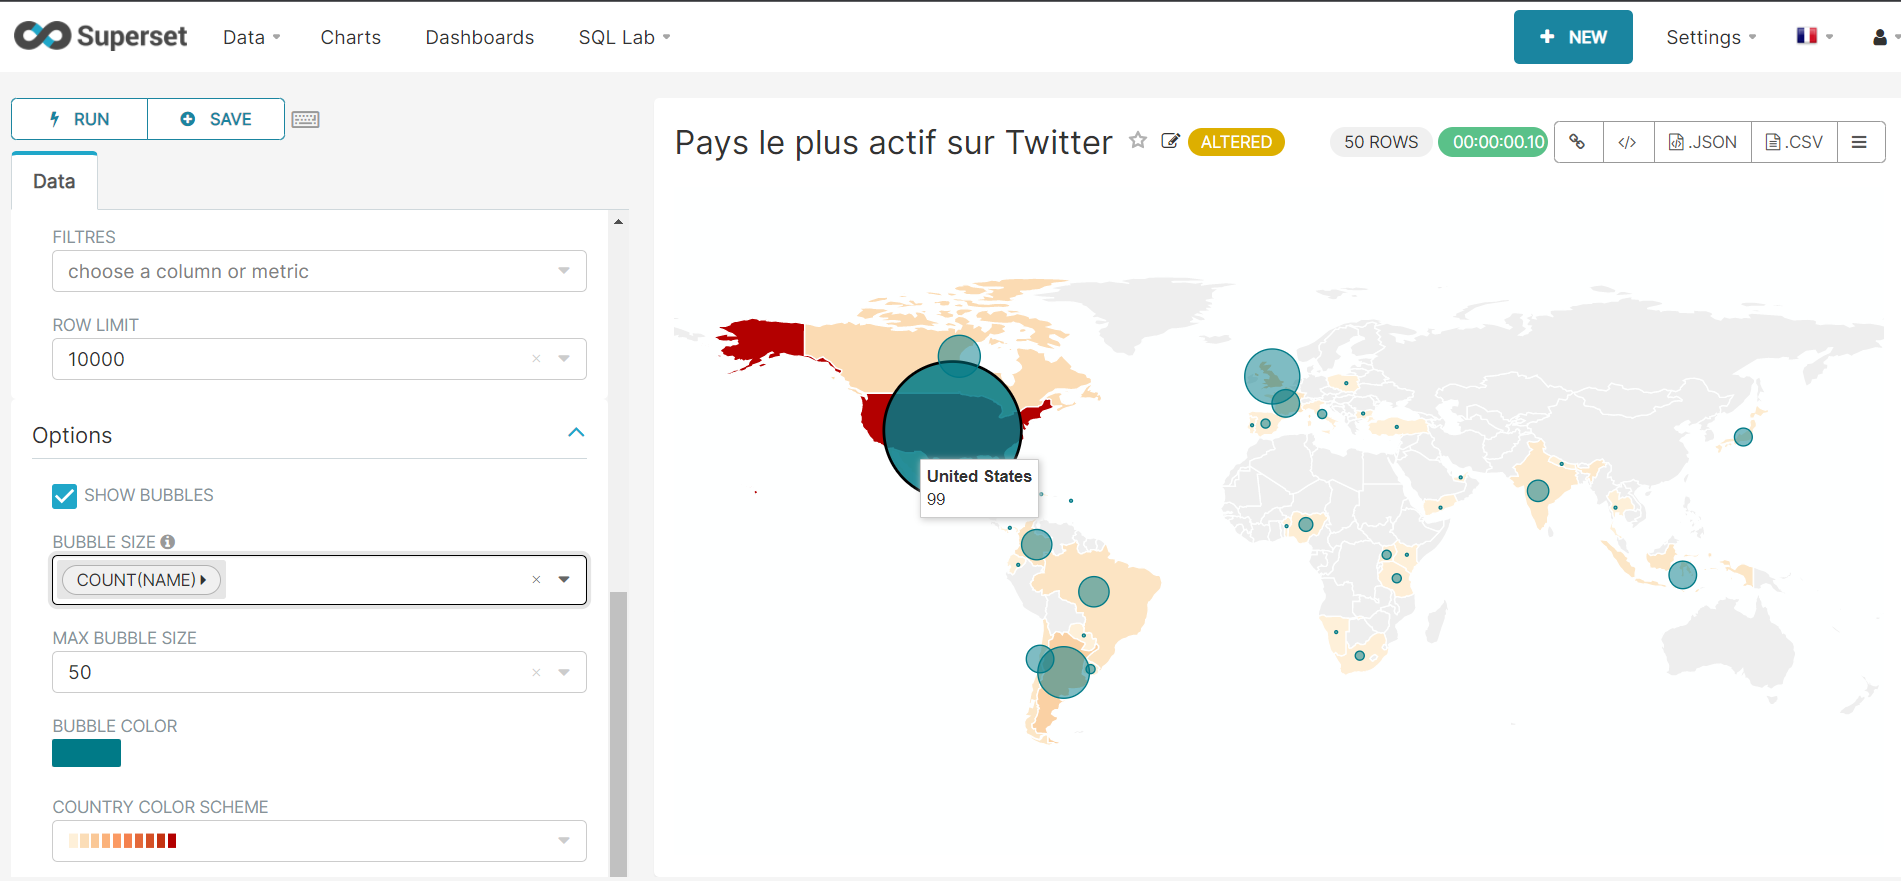 Superset Data Charts Dashboards SQL Lab + NEW Settings
RUN SAVE
Pays le plus actif sur Twitter ALTERED 50 ROWS 00:00:00.10 </> .JSON .CSV
Data
FILTRES
choose a column or metric
ROW LIMIT
10000
Options
SHOW BUBBLES
BUBBLE SIZE
COUNT(NAME)
MAX BUBBLE SIZE
50
BUBBLE COLOR
COUNTRY COLOR SCHEME
United States
99